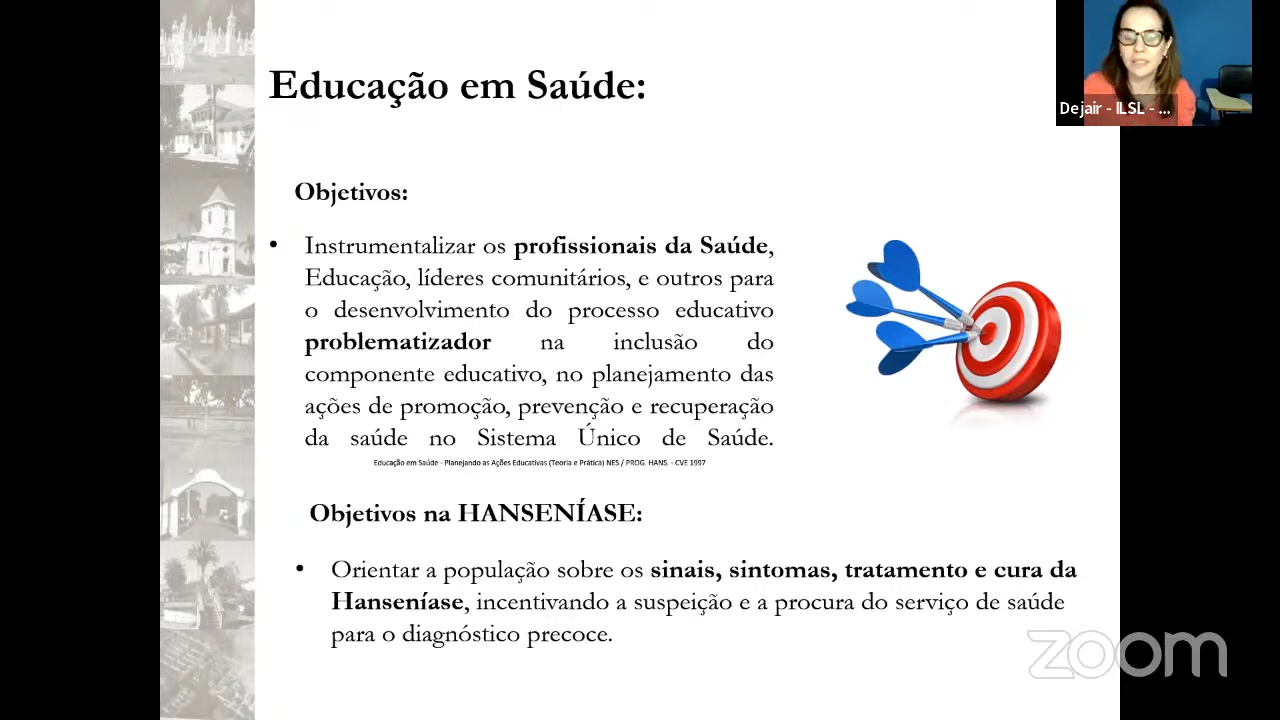 Educação em Saúde:
Dejair - ILSL - ...
Objetivos:
• Instrumentalizar os profissionais da Saúde,
Educação, líderes comunitários, e outros para
o desenvolvimento do processo educativo
problematizador na inclusão do
componente educativo, no planejamento das
ações de promoção, prevenção e recuperação
da saúde no Sistema Único de Saúde.
Educação em Saúde - Planejando as Ações Educativas (Teoria e Prática) NES / PROG. HANS. - CVE 1997
Objetivos na HANSENÍASE:
• Orientar a população sobre os sinais, sintomas, tratamento e cura da
Hanseníase, incentivando a suspeição e a procura do serviço de saúde
para o diagnóstico precoce.
zoom